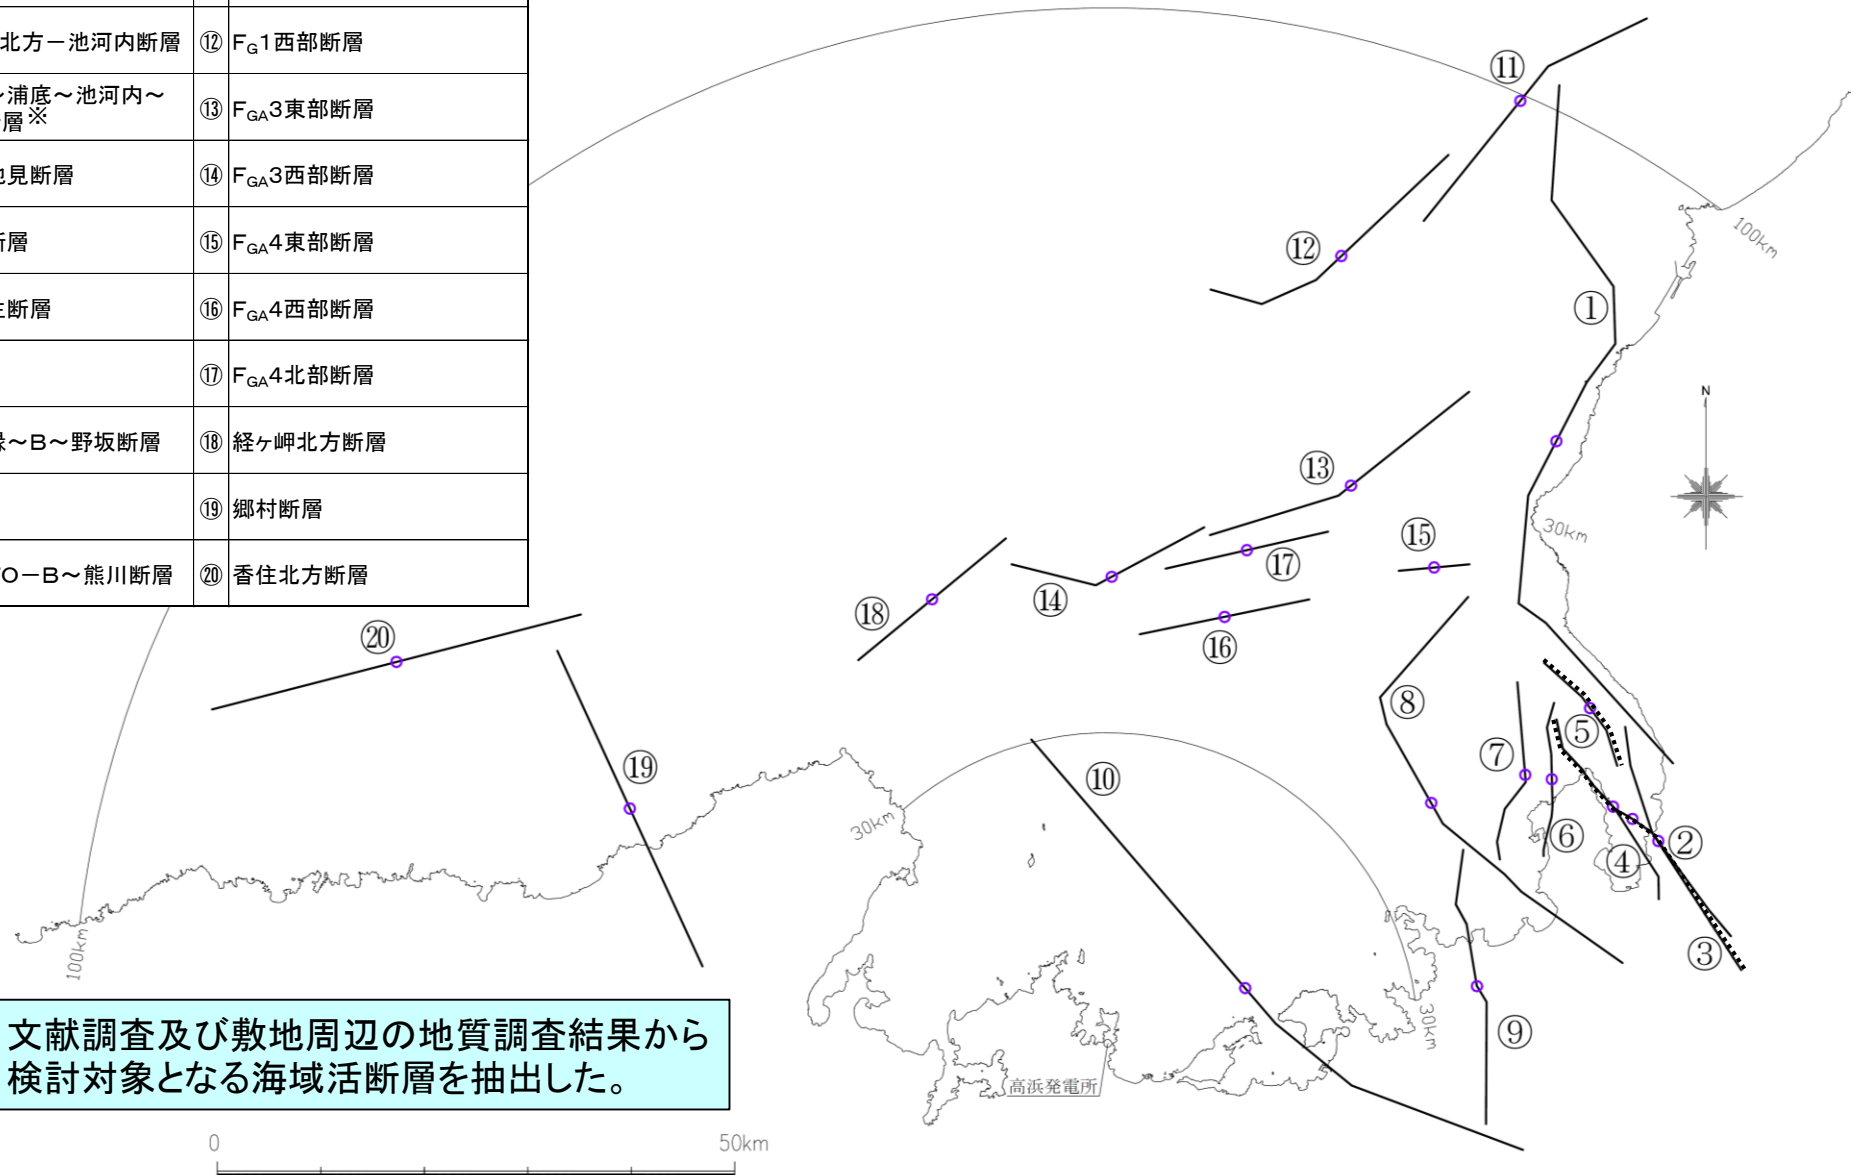 北方－池河内断層 ⑫ FG1西部断層
～浦底～池河内～
層※ ⑬ FGA3東部断層
見断層 ⑭ FGA3西部断層
断層 ⑮ FGA4東部断層
断層 ⑯ FGA4西部断層
⑰ FGA4北部断層
～B～野坂断層 ⑱ 経ヶ岬北方断層
⑲ 郷村断層
O－B～熊川断層 ⑳ 香住北方断層
⑪
100km
⑫
①
N
⑬
30km
⑮
⑰
⑭
⑱
⑯
⑳
⑧
⑤
⑦
⑲
⑩
30km
⑥
②
④
③
100km
30km
⑨
高浜発電所
文献調査及び敷地周辺の地質調査結果から
検討対象となる海域活断層を抽出した。
0 50km